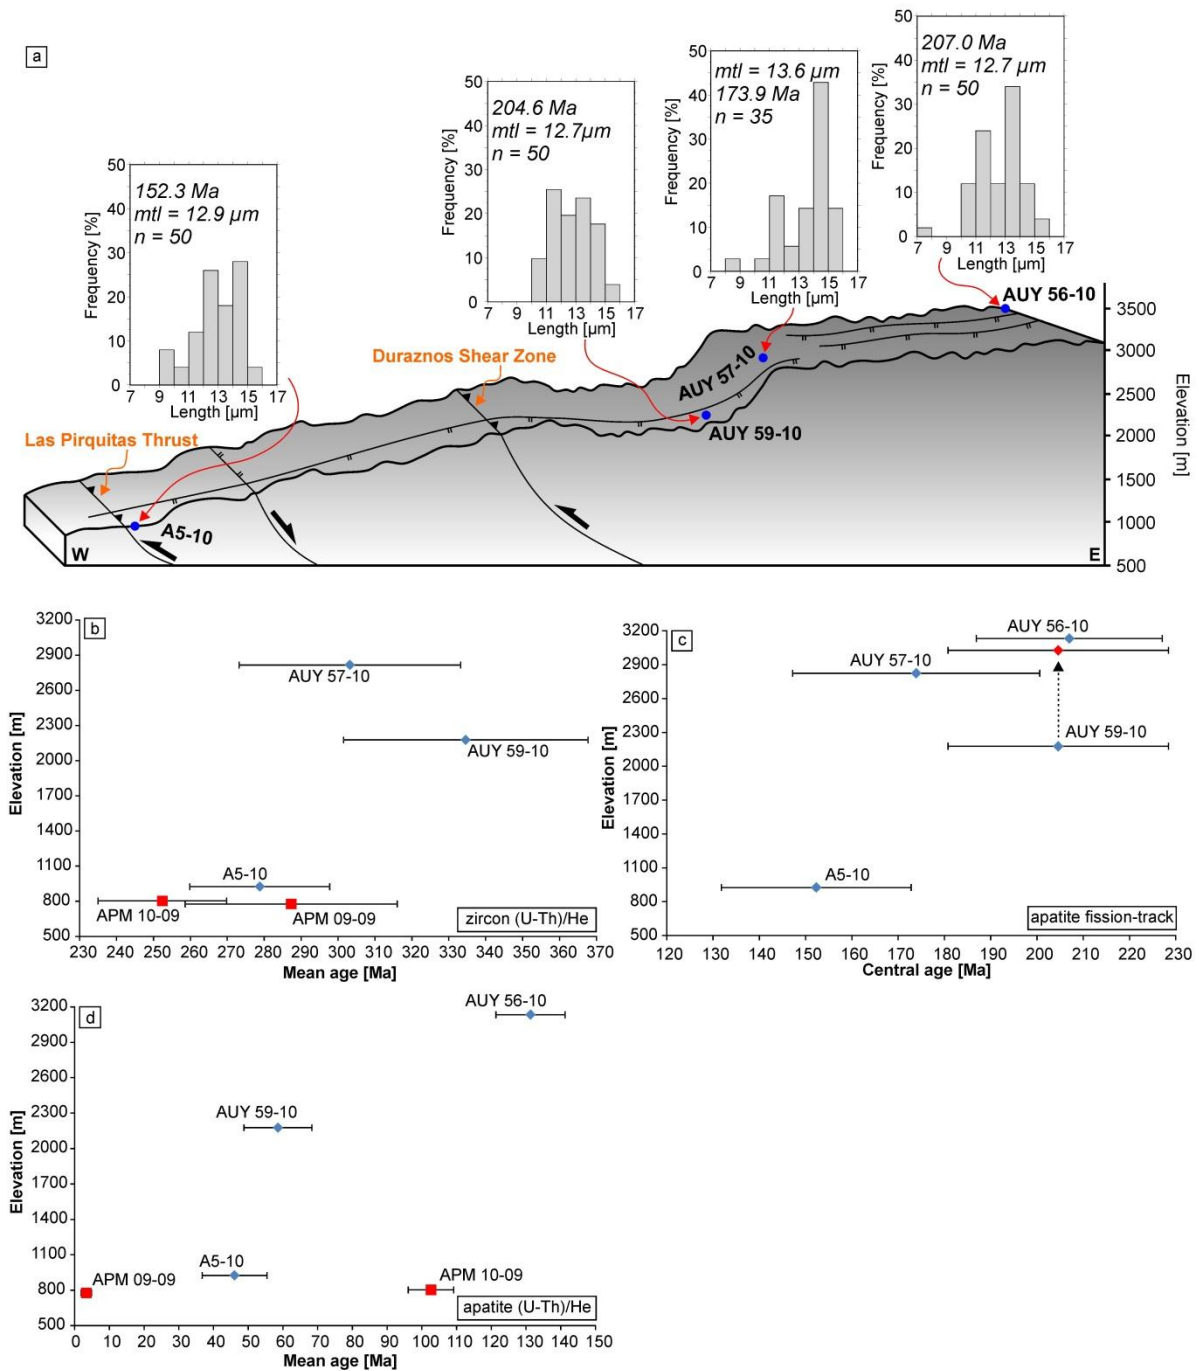 a
50
40
30
20
10
0
Frequency [%]
152.3 Ma
mtl = 12.9 µm
n = 50
7 9 11 13 15 17
Length [µm]
50
40
30
20
10
0
Frequency [%]
204.6 Ma
mtl = 12.7µm
n = 50
7 9 11 13 15 17
Length [µm]
50
40
30
20
10
0
Frequency [%]
mtl = 13.6 µm
173.9 Ma
n = 35
7 9 11 13 15 17
Length [µm]
50
40
30
20
10
0
Frequency [%]
207.0 Ma
mtl = 12.7 µm
n = 50
7 9 11 13 15 17
Length [µm]
AUY 56-10
AUY 57-10
AUY 59-10
Duraznos Shear Zone
Las Pirquitas Thrust
A5-10
W
E
3500
3000
2500
2000
1500
1000
500
Elevation [m]
b
3200
2900
2600
2300
2000
1700
1400
1100
800
500
Elevation [m]
AUY 57-10
AUY 59-10
A5-10
APM 10-09
APM 09-09
zircon (U-Th)/He
230 240 250 260 270 280 290 300 310 320 330 340 350 360 370
Mean age [Ma]
c
3200
2900
2600
2300
2000
1700
1400
1100
800
500
Elevation [m]
AUY 56-10
AUY 57-10
AUY 59-10
A5-10
apatite fission-track
120 130 140 150 160 170 180 190 200 210 220 230
Central age [Ma]
d
3200
2900
2600
2300
2000
1700
1400
1100
800
500
Elevation [m]
AUY 56-10
AUY 59-10
A5-10
APM 09-09
APM 10-09
apatite (U-Th)/He
0 10 20 30 40 50 60 70 80 90 100 110 120 130 140 150
Mean age [Ma]